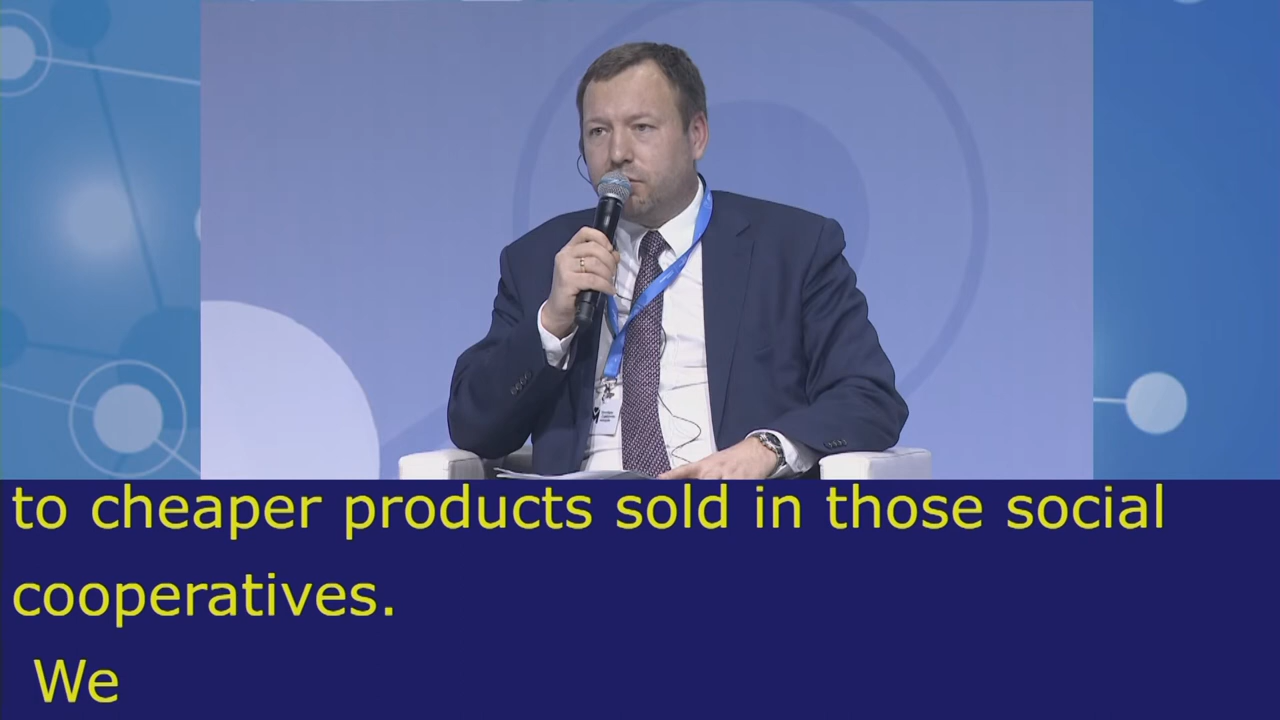 to cheaper products sold in those social
cooperatives.
We